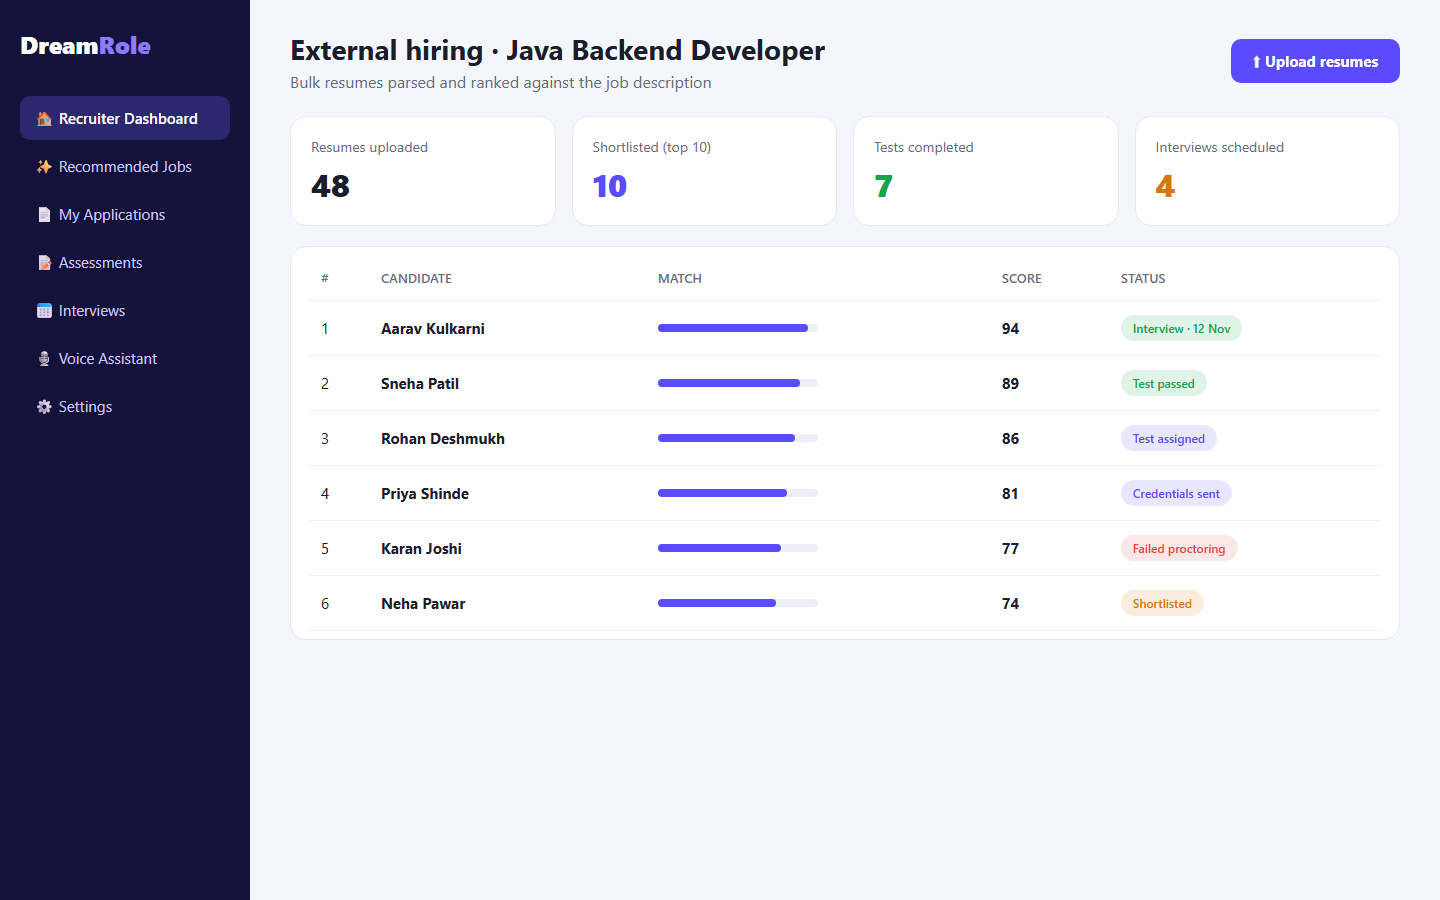 DreamRole
Recruiter Dashboard
Recommended Jobs
My Applications
Assessments
Interviews
Voice Assistant
Settings
External hiring · Java Backend Developer
Bulk resumes parsed and ranked against the job description
⬆ Upload resumes
Resumes uploaded
48
Shortlisted (top 10)
10
Tests completed
7
Interviews scheduled
4
# CANDIDATE MATCH SCORE STATUS
1 Aarav Kulkarni 94 Interview · 12 Nov
2 Sneha Patil 89 Test passed
3 Rohan Deshmukh 86 Test assigned
4 Priya Shinde 81 Credentials sent
5 Karan Joshi 77 Failed proctoring
6 Neha Pawar 74 Shortlisted